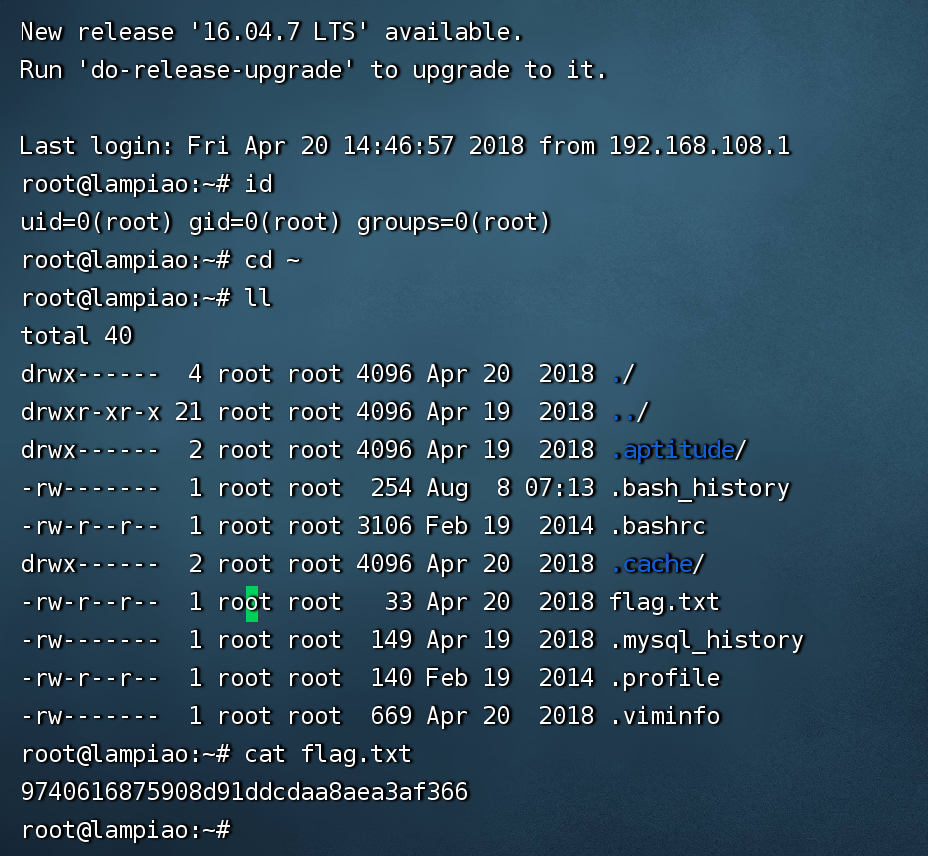 New release '16.04.7 LTS' available.
Run 'do-release-upgrade' to upgrade to it.
Last login: Fri Apr 20 14:46:57 2018 from 192.168.108.1
root@lampiao:~# id
uid=0(root) gid=0(root) groups=0(root)
root@lampiao:~# cd ~
root@lampiao:~# ll
total 40
drwx------  4 root root 4096 Apr 20  2018 ./
drwxr-xr-x 21 root root 4096 Apr 19  2018 ../
drwx------  2 root root 4096 Apr 19  2018 .aptitude/
-rw-------  1 root root  254 Aug  8 07:13 .bash_history
-rw-r--r--  1 root root 3106 Feb 19  2014 .bashrc
drwx------  2 root root 4096 Apr 20  2018 .cache/
-rw-r--r--  1 root root   33 Apr 20  2018 flag.txt
-rw-------  1 root root  149 Apr 19  2018 .mysql_history
-rw-r--r--  1 root root  140 Feb 19  2014 .profile
-rw-------  1 root root  669 Apr 20  2018 .viminfo
root@lampiao:~# cat flag.txt
9740616875908d91ddcdaa8aea3af366
root@lampiao:~#